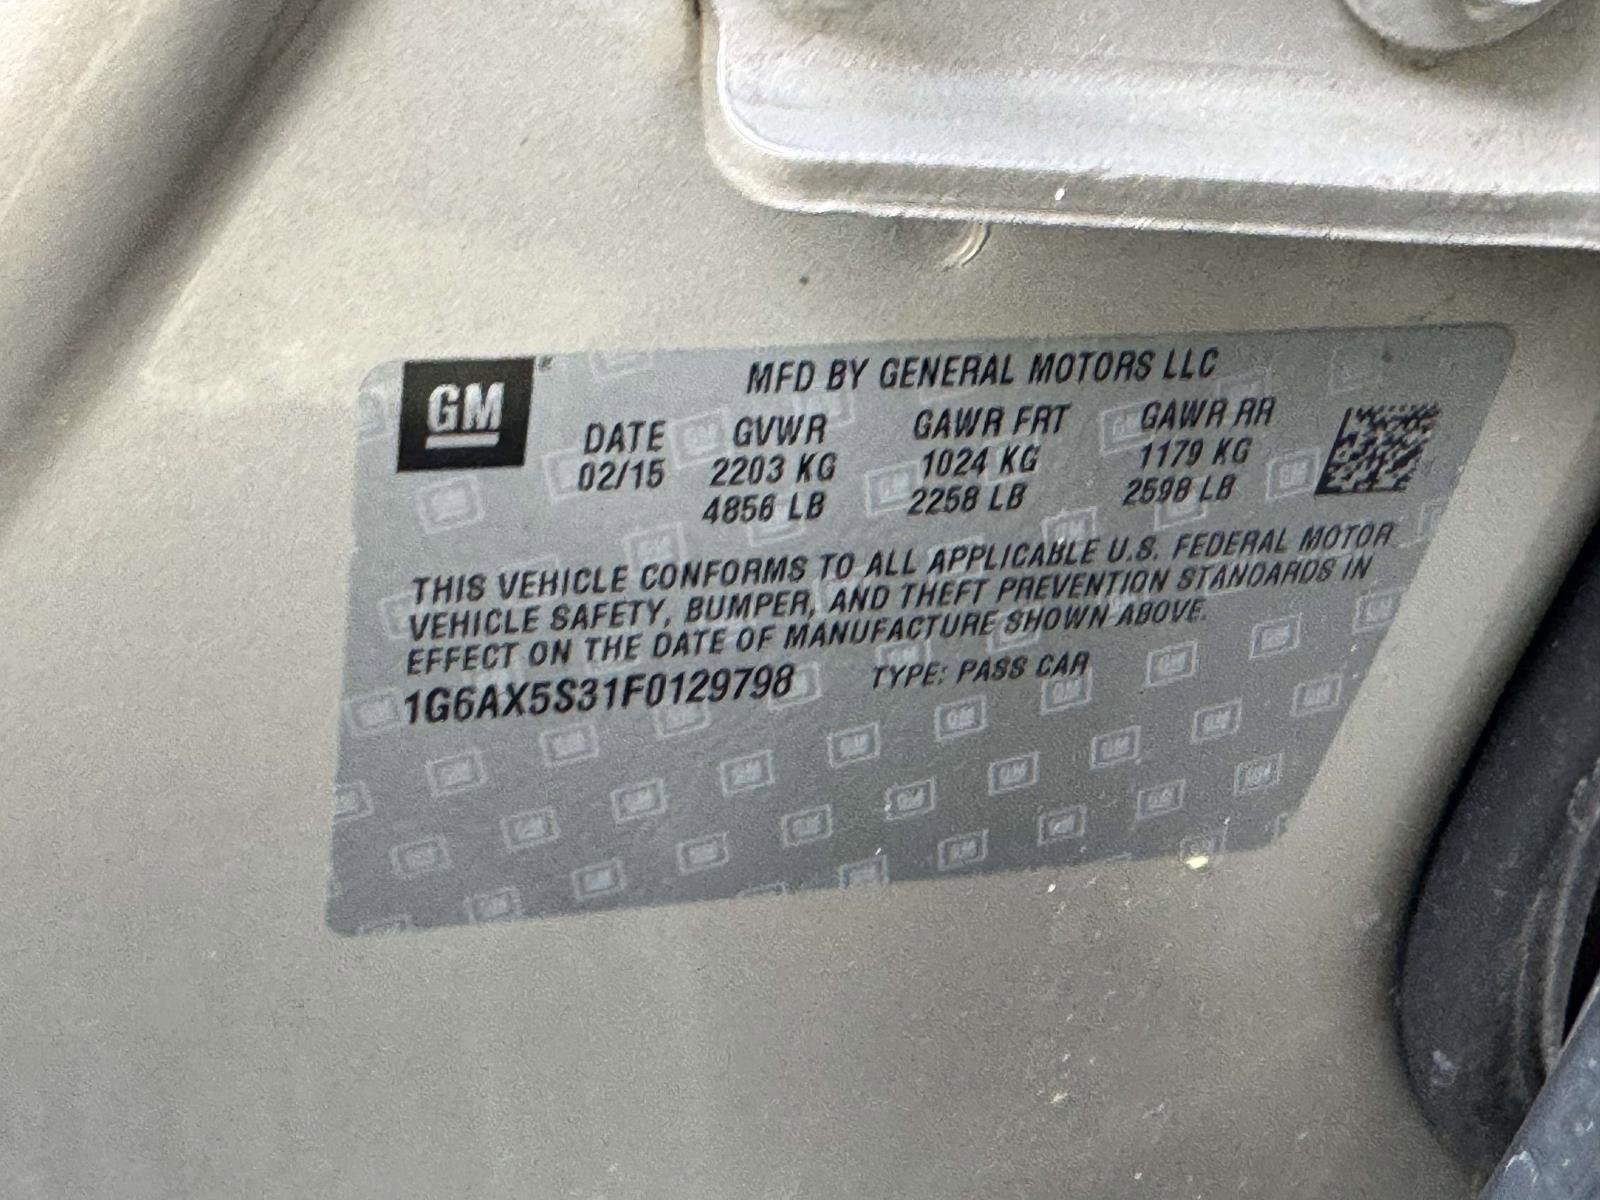 GM
MFD BY GENERAL MOTORS LLC
DATE GVWR GAWR FRT GAWR RR
02/15 2203 KG 1024 KG 1179 KG
4856 LB 2258 LB 2598 LB
THIS VEHICLE CONFORMS TO ALL APPLICABLE U.S. FEDERAL MOTOR
VEHICLE SAFETY, BUMPER, AND THEFT PREVENTION STANDARDS IN
EFFECT ON THE DATE OF MANUFACTURE SHOWN ABOVE.
1G6AX5S31F0129798 TYPE: PASS CAR